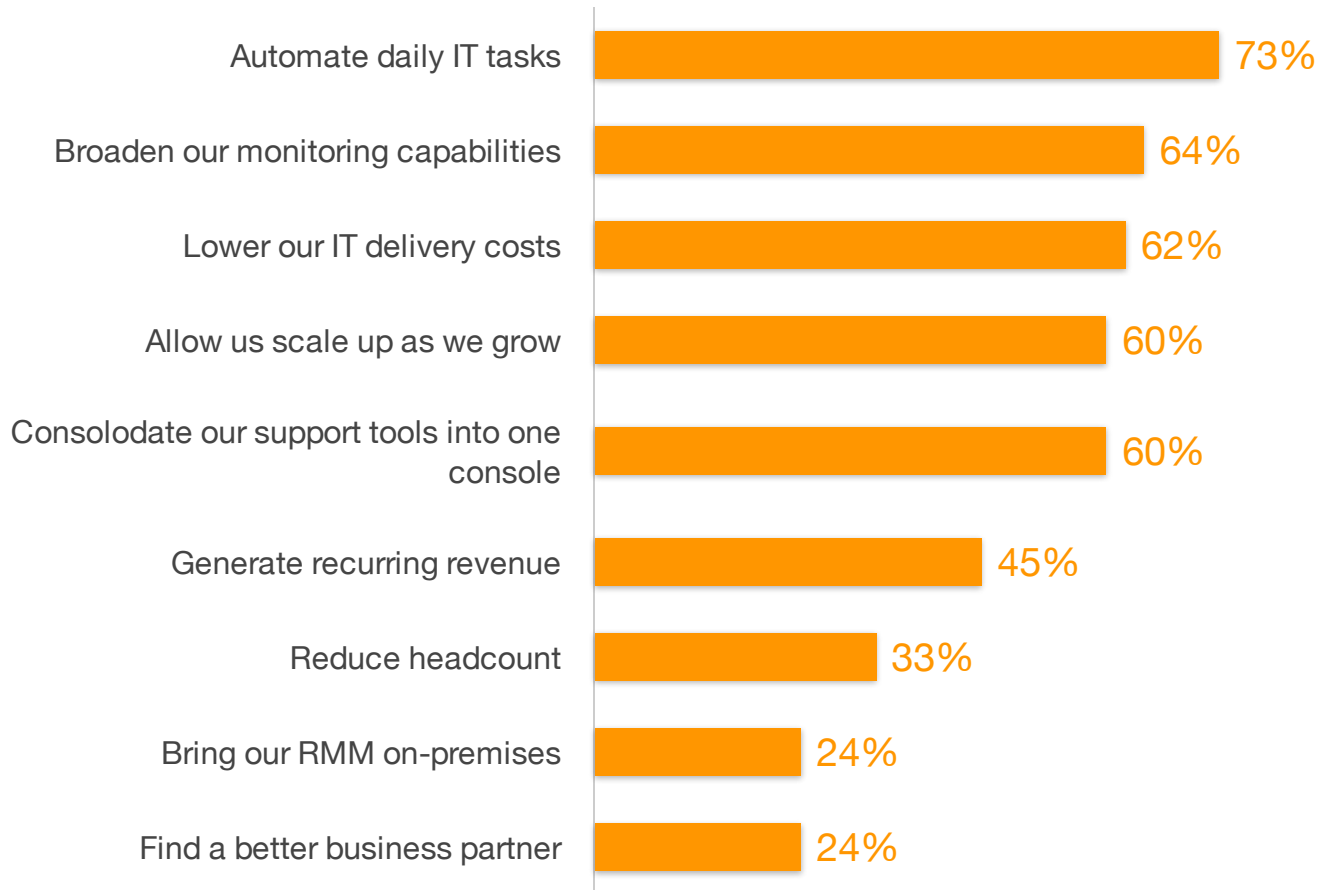 Automate daily IT tasks 73%
Broaden our monitoring capabilities 64%
Lower our IT delivery costs 62%
Allow us scale up as we grow 60%
Consolodate our support tools into one
console 60%
Generate recurring revenue 45%
Reduce headcount 33%
Bring our RMM on-premises 24%
Find a better business partner 24%